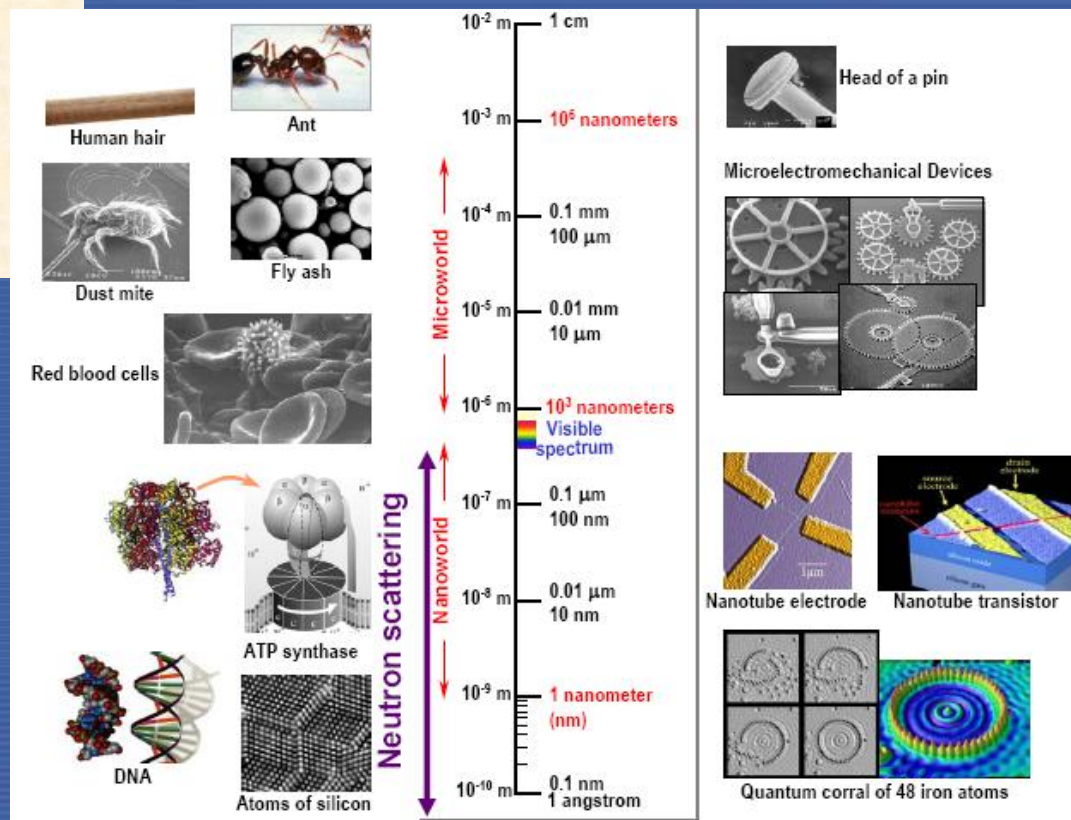 Human hair
Ant
Dust mite
Fly ash
Red blood cells
ATP synthase
DNA
Atoms of silicon
Neutron scattering
Microworld
Nanoworld
10⁻² m 1 cm
10⁻³ m 10⁶ nanometers
10⁻⁴ m 0.1 mm
100 µm
10⁻⁵ m 0.01 mm
10 µm
10⁻⁶ m 10³ nanometers
Visible
spectrum
10⁻⁷ m 0.1 µm
100 nm
10⁻⁸ m 0.01 µm
10 nm
10⁻⁹ m 1 nanometer
(nm)
10⁻¹⁰ m 0.1 nm
1 angstrom
Head of a pin
Microelectromechanical Devices
1µm
Nanotube electrode
drain
electrode
source
electrode
Nanotube transistor
Quantum corral of 48 iron atoms